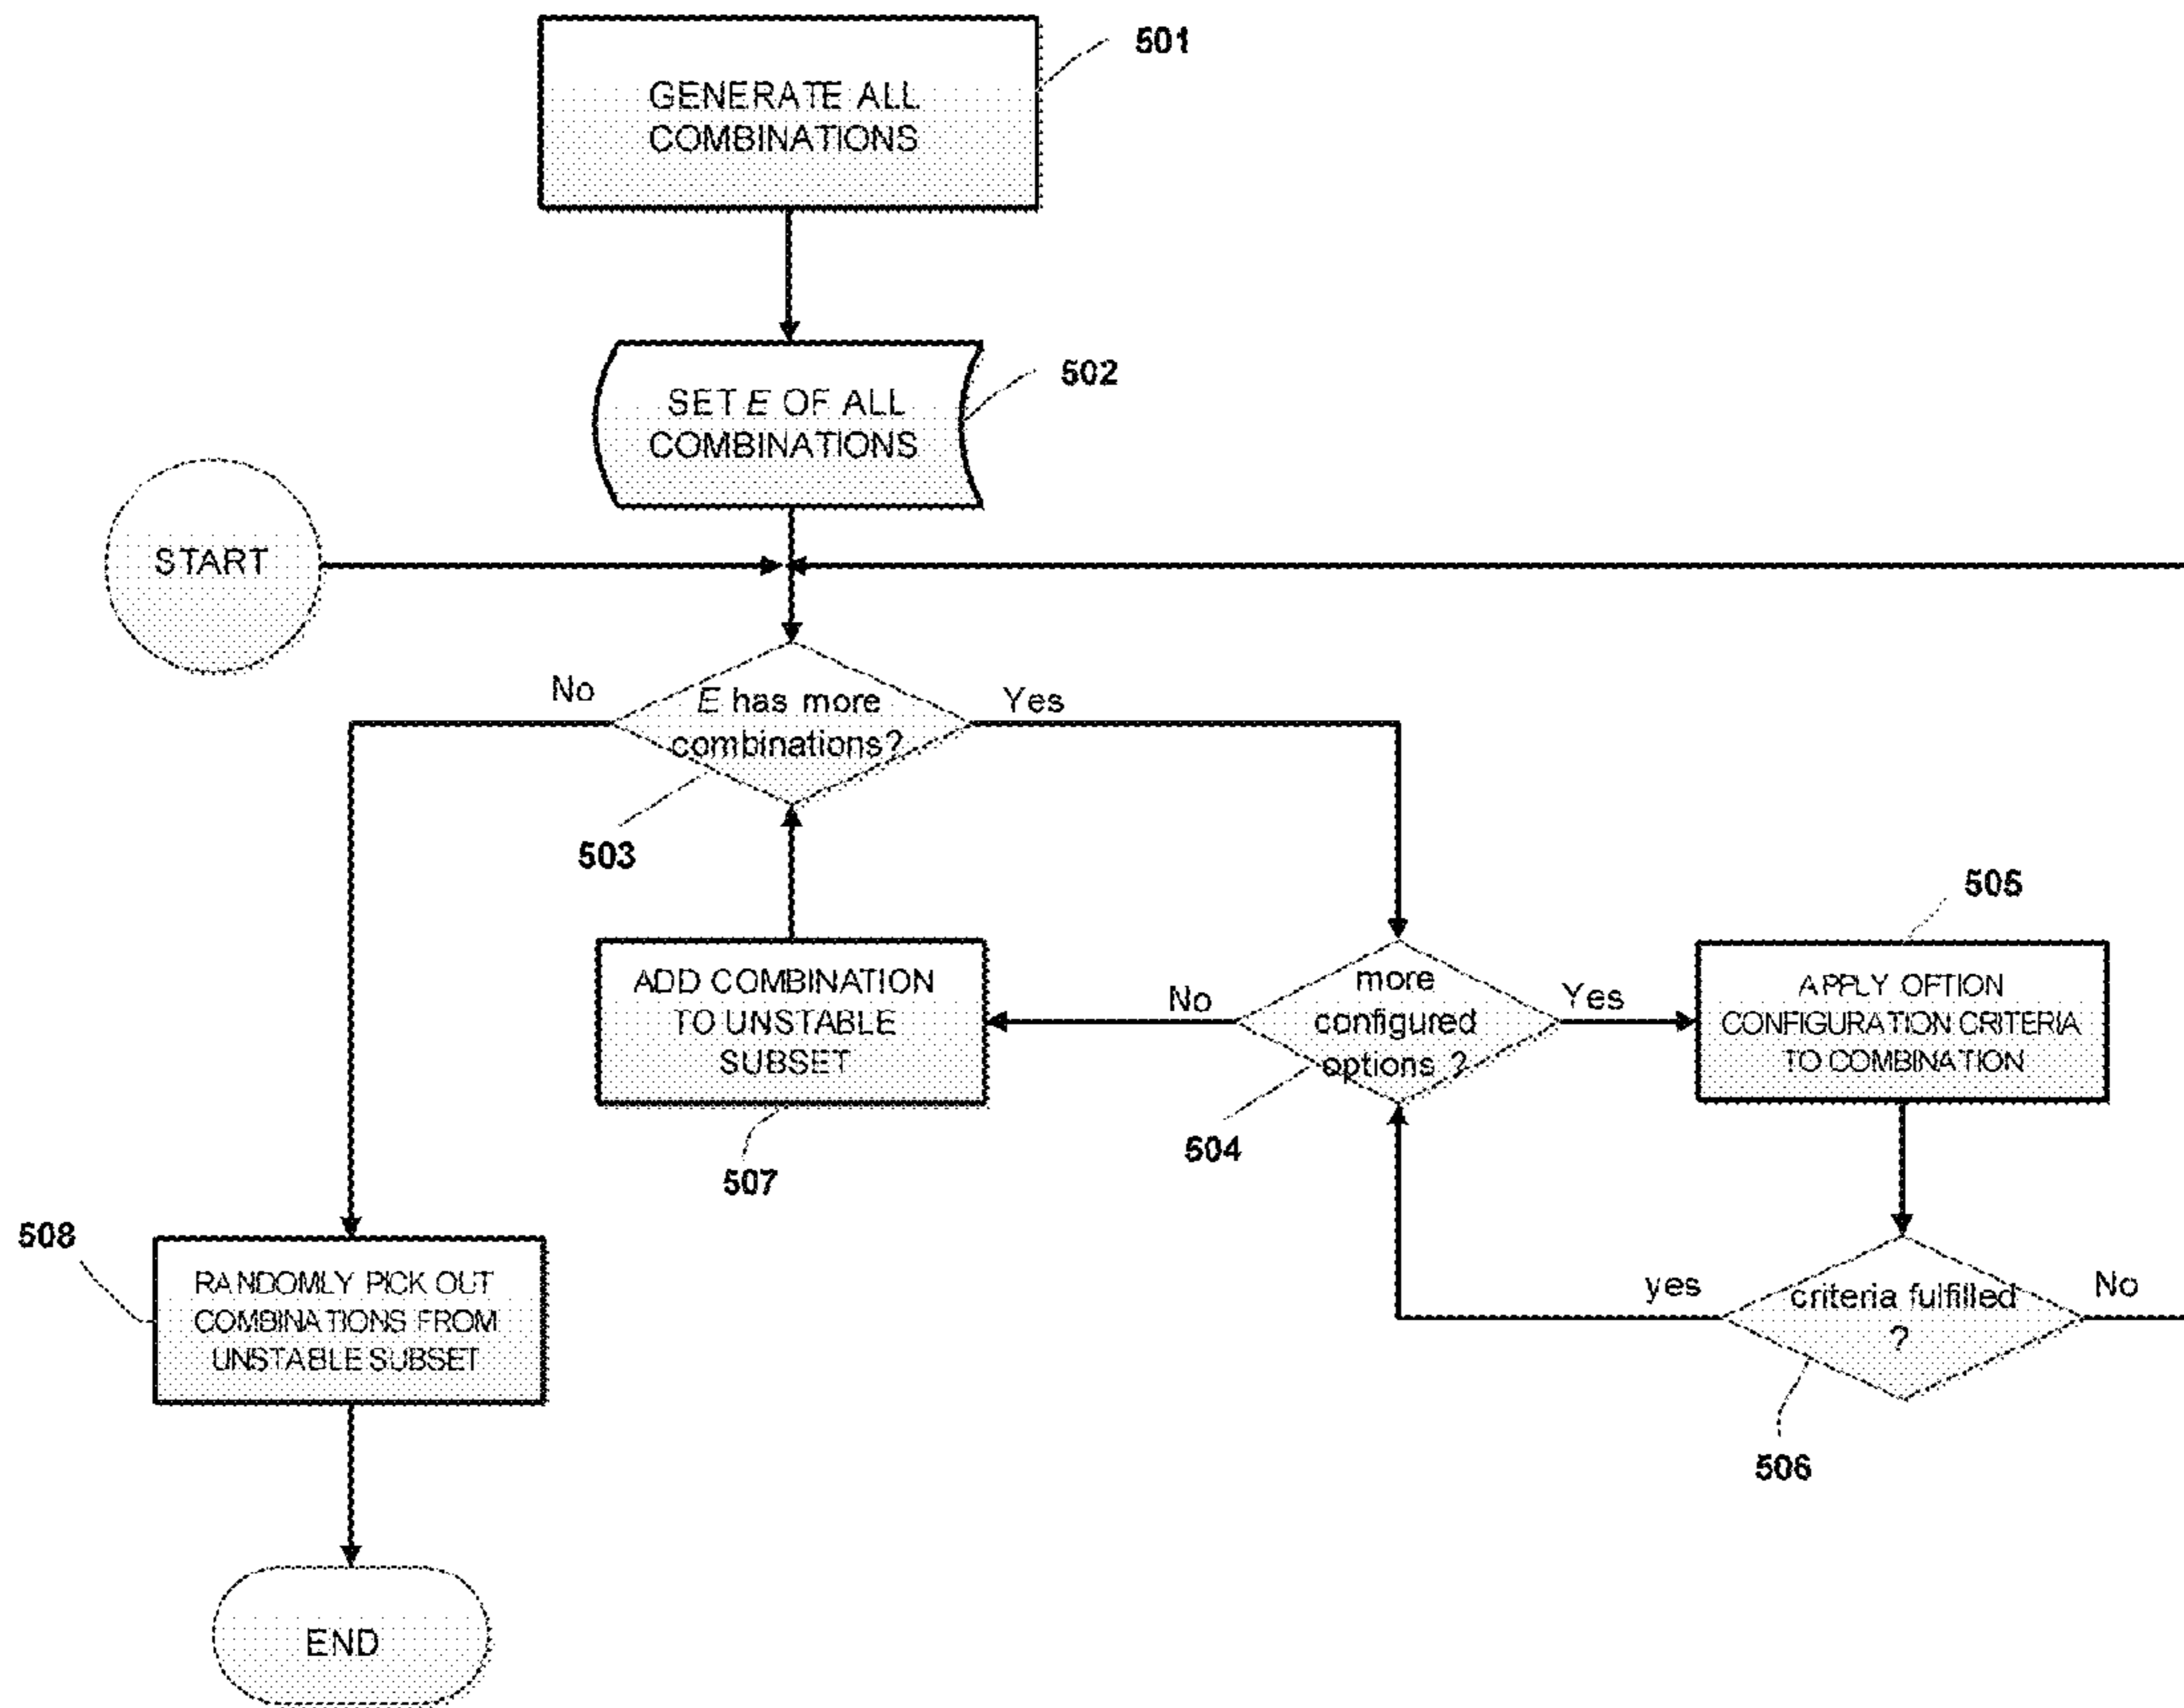 501
GENERATE ALL
COMBINATIONS
502
SET E OF ALL
COMBINATIONS
START
No
E has more
combinations?
Yes
503
505
ADD COMBINATION
TO UNSTABLE
SUBSET
No
more
configured
options ?
Yes
APPLY OPTION
CONFIGURATION CRITERIA
TO COMBINATION
504
507
508
RANDOMLY PICK OUT
COMBINATIONS FROM
UNSTABLE SUBSET
yes
criteria fulfilled
?
No
506
END